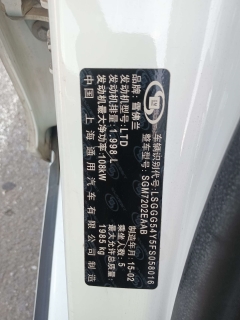 车辆识别代号: LSGGG54Y5FS058016
整车型号: SGM7202EAAB
品牌: 雪佛兰
发动机型号: LTD 制造年月: 15-02
发动机排量: 1.998 L 乘坐人数: 5
发动机最大净功率: 108kW 最大允许总质量: 1985 kg
中国 上海通用汽车有限公司制造